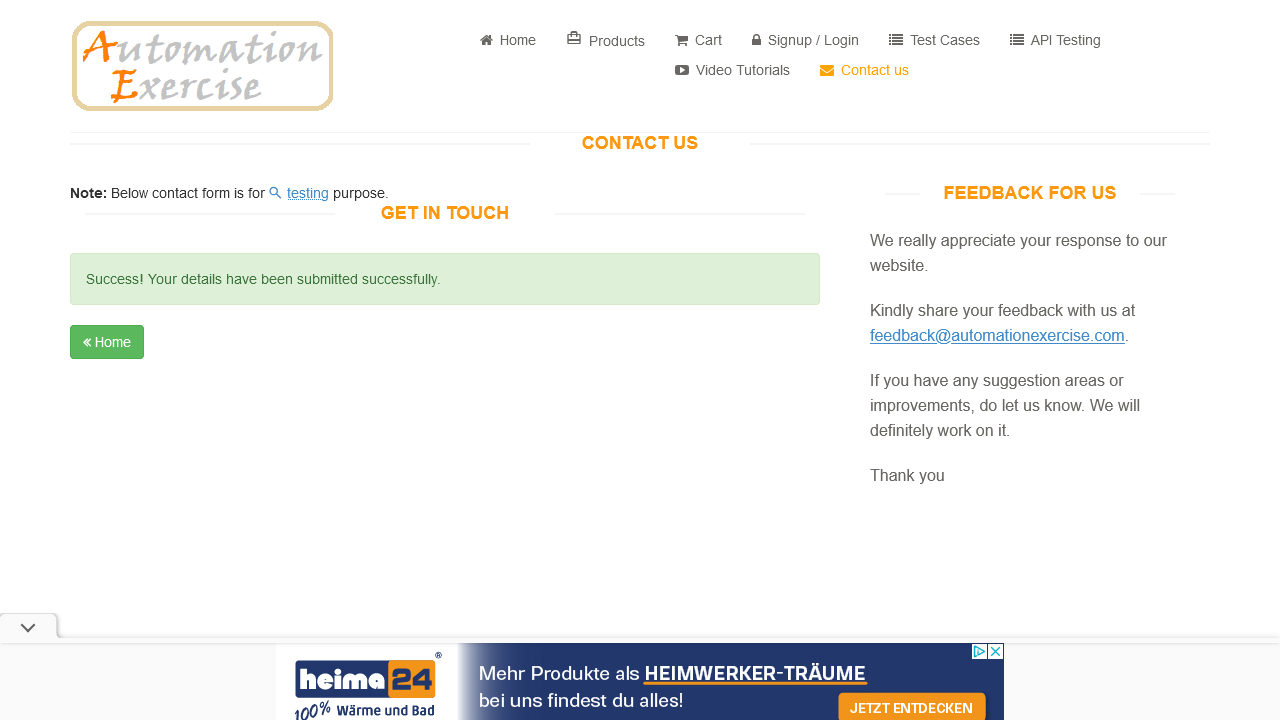 Automation
Exercise
Home
Products
Cart
Signup / Login
Test Cases
API Testing
Video Tutorials
Contact us
CONTACT US
Note: Below contact form is for testing purpose.
GET IN TOUCH
Success! Your details have been submitted successfully.
Home
FEEDBACK FOR US
We really appreciate your response to our
website.
Kindly share your feedback with us at
feedback@automationexercise.com.
If you have any suggestion areas or
improvements, do let us know. We will
definitely work on it.
Thank you
heima24®
100% Wärme und Bad
Mehr Produkte als HEIMWERKER-TRÄUME
bei uns findest du alles!
JETZT ENTDECKEN